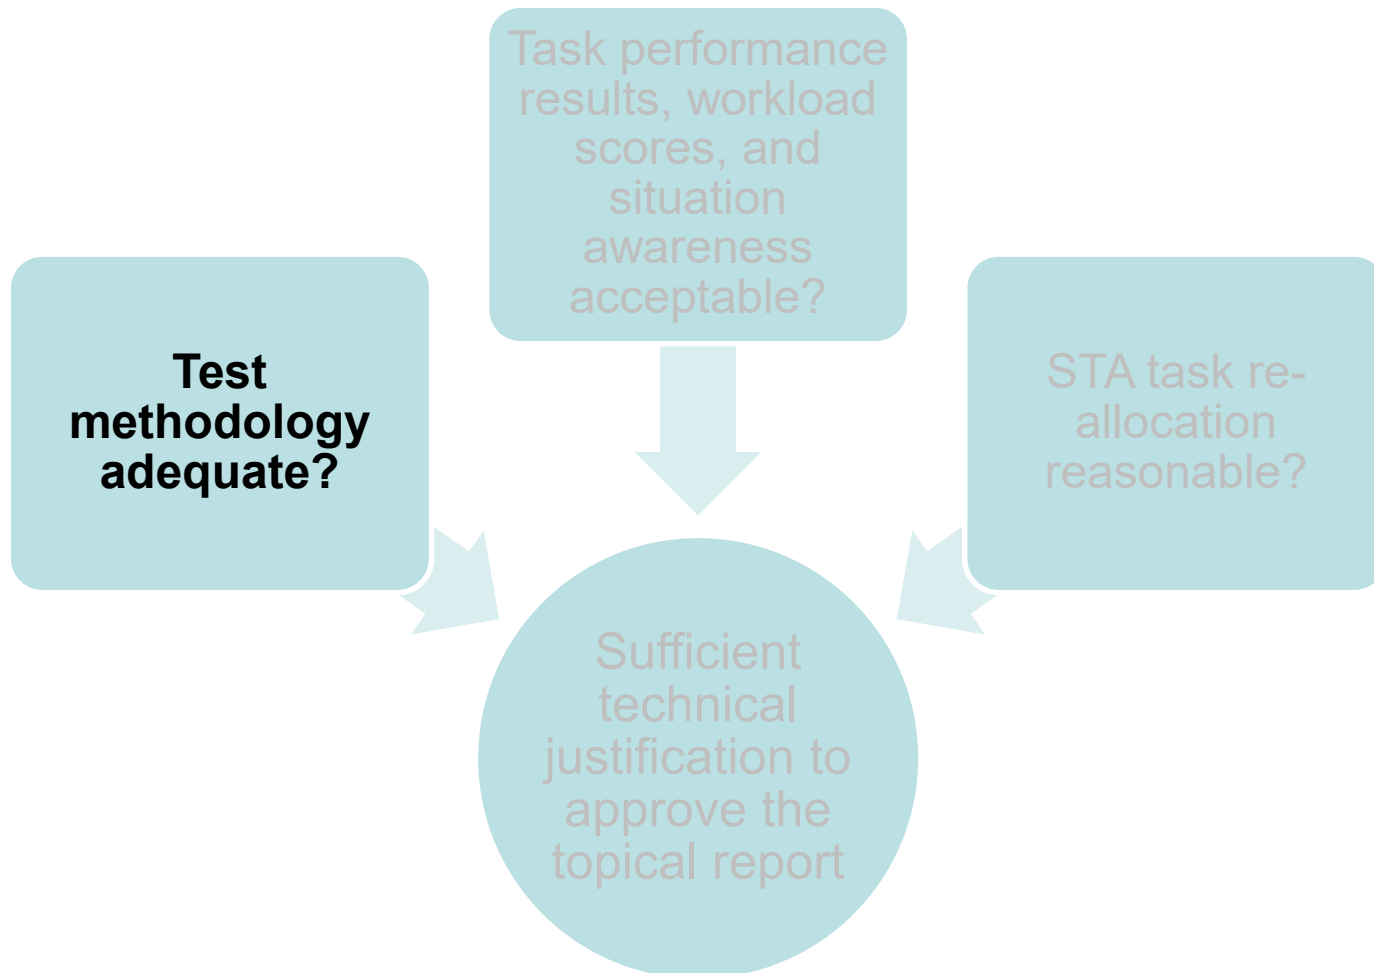 Task performance
results, workload
scores, and
situation
awareness
acceptable?
Test
methodology
adequate?
STA task re-
allocation
reasonable?
Sufficient
technical
justification to
approve the
topical report